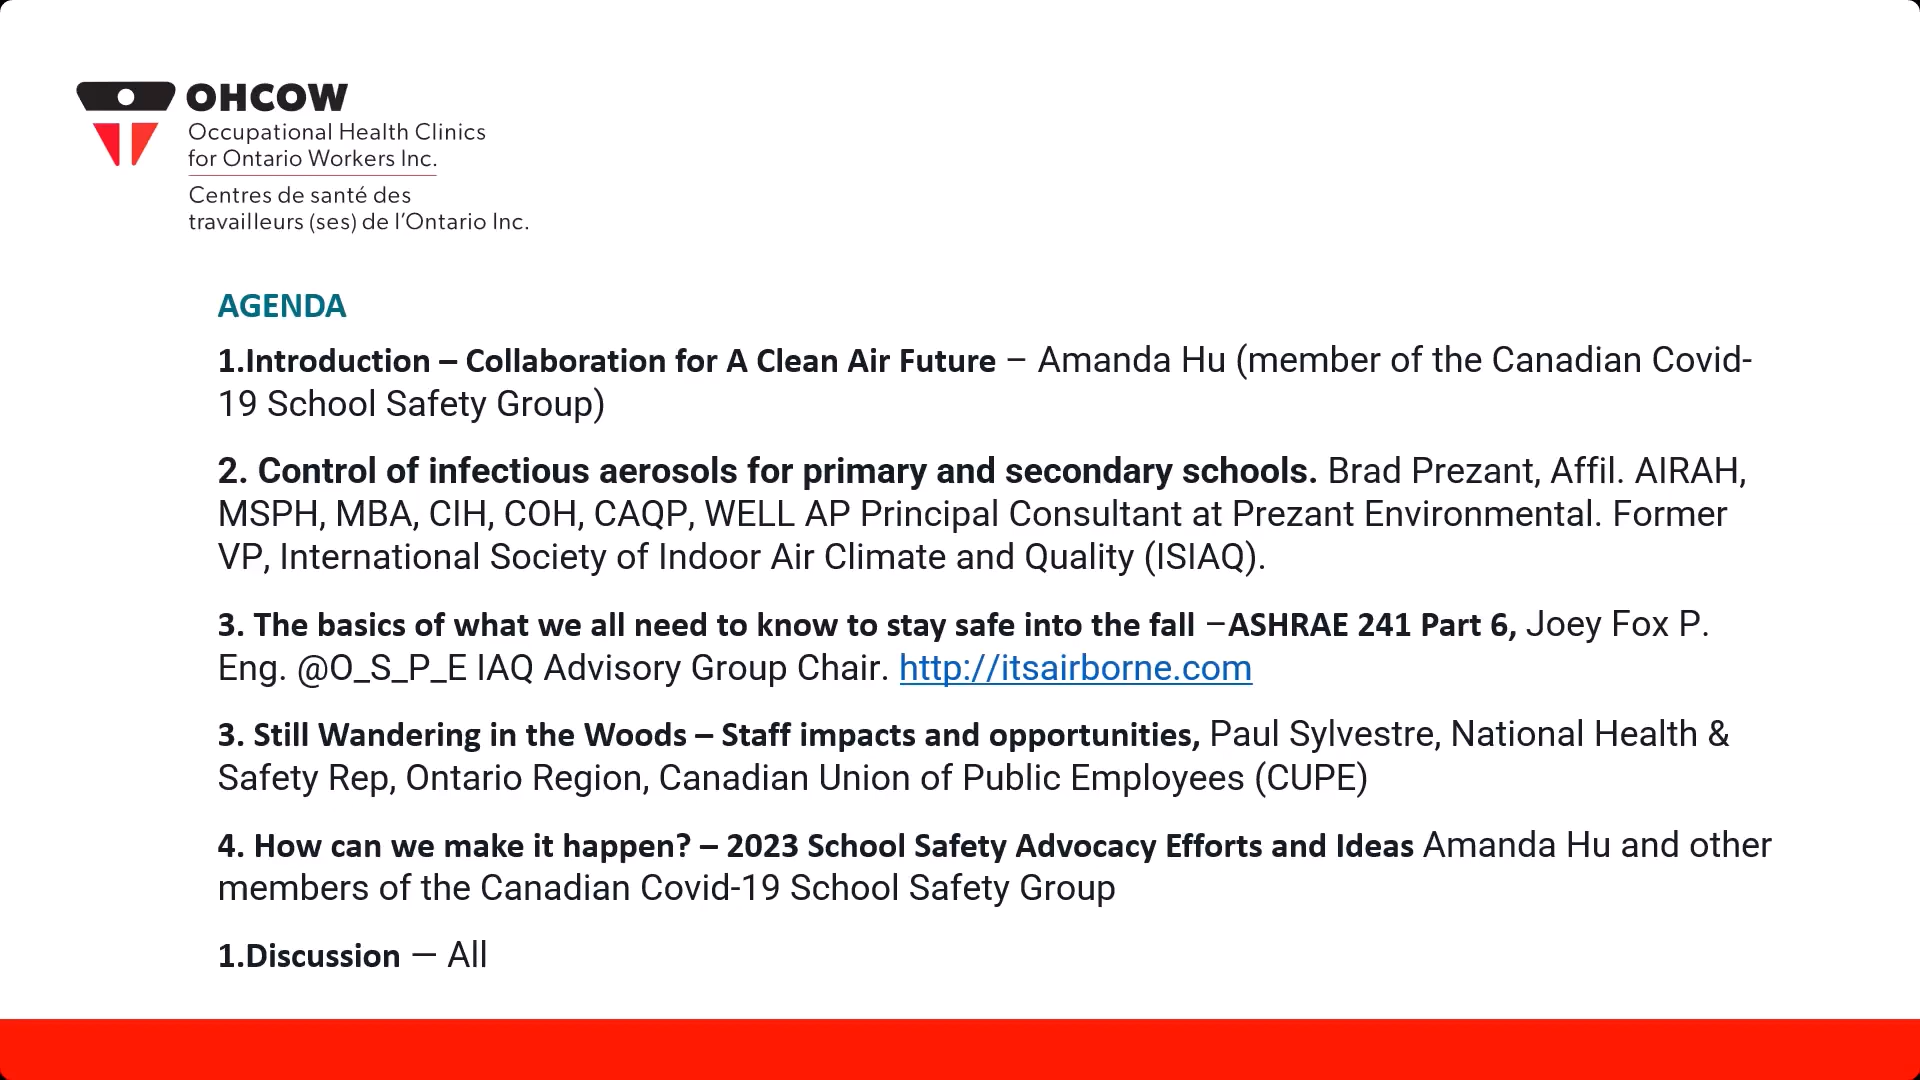 OHCOW
Occupational Health Clinics
for Ontario Workers Inc.
Centres de santé des
travailleurs (ses) de l'Ontario Inc.
AGENDA
1.Introduction – Collaboration for A Clean Air Future – Amanda Hu (member of the Canadian Covid-
19 School Safety Group)
2. Control of infectious aerosols for primary and secondary schools. Brad Prezant, Affil. AIRAH,
MSPH, MBA, CIH, COH, CAQP, WELL AP Principal Consultant at Prezant Environmental. Former
VP, International Society of Indoor Air Climate and Quality (ISIAQ).
3. The basics of what we all need to know to stay safe into the fall –ASHRAE 241 Part 6, Joey Fox P.
Eng. @O_S_P_E IAQ Advisory Group Chair. http://itsairborne.com
3. Still Wandering in the Woods – Staff impacts and opportunities, Paul Sylvestre, National Health &
Safety Rep, Ontario Region, Canadian Union of Public Employees (CUPE)
4. How can we make it happen? – 2023 School Safety Advocacy Efforts and Ideas Amanda Hu and other
members of the Canadian Covid-19 School Safety Group
1.Discussion — All